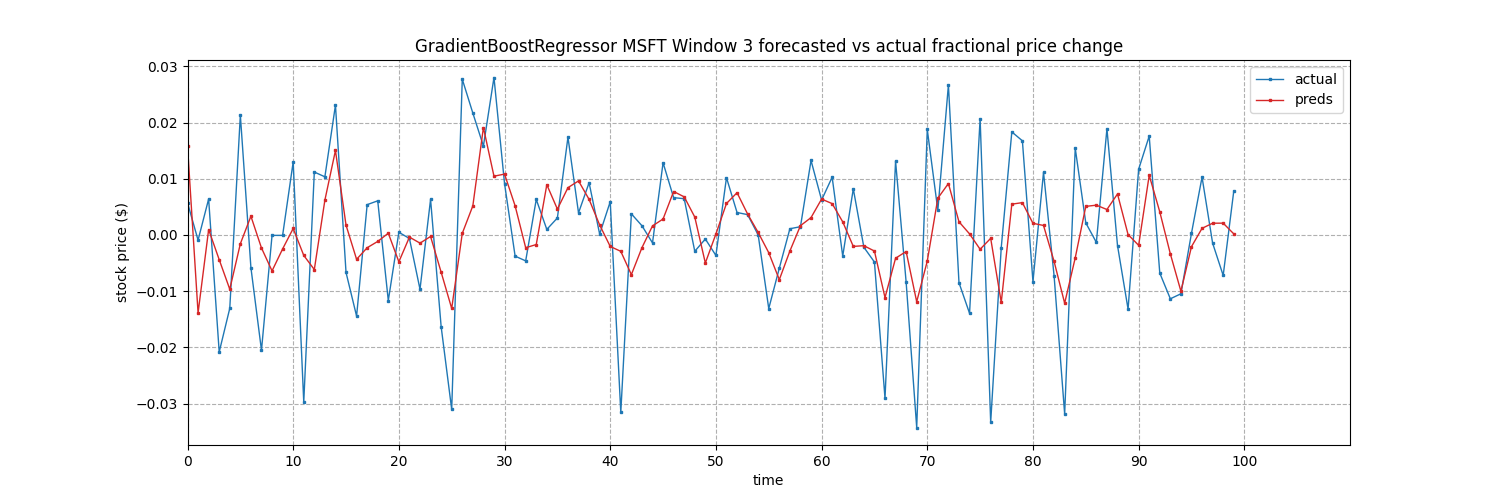 GradientBoostRegressor MSFT Window 3 forecasted vs actual fractional price change
actual
preds
stock price ($)
0.03
0.02
0.01
0.00
−0.01
−0.02
−0.03
0 10 20 30 40 50 60 70 80 90 100
time